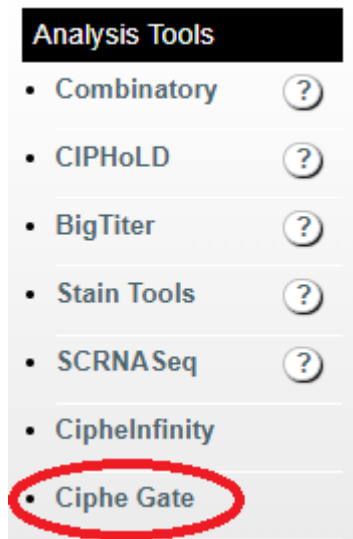 Analysis Tools
• Combinatory ?
• CIPHoLD ?
• BigTiter ?
• Stain Tools ?
• SCRNASeq ?
• CipheInfinity
• Ciphe Gate